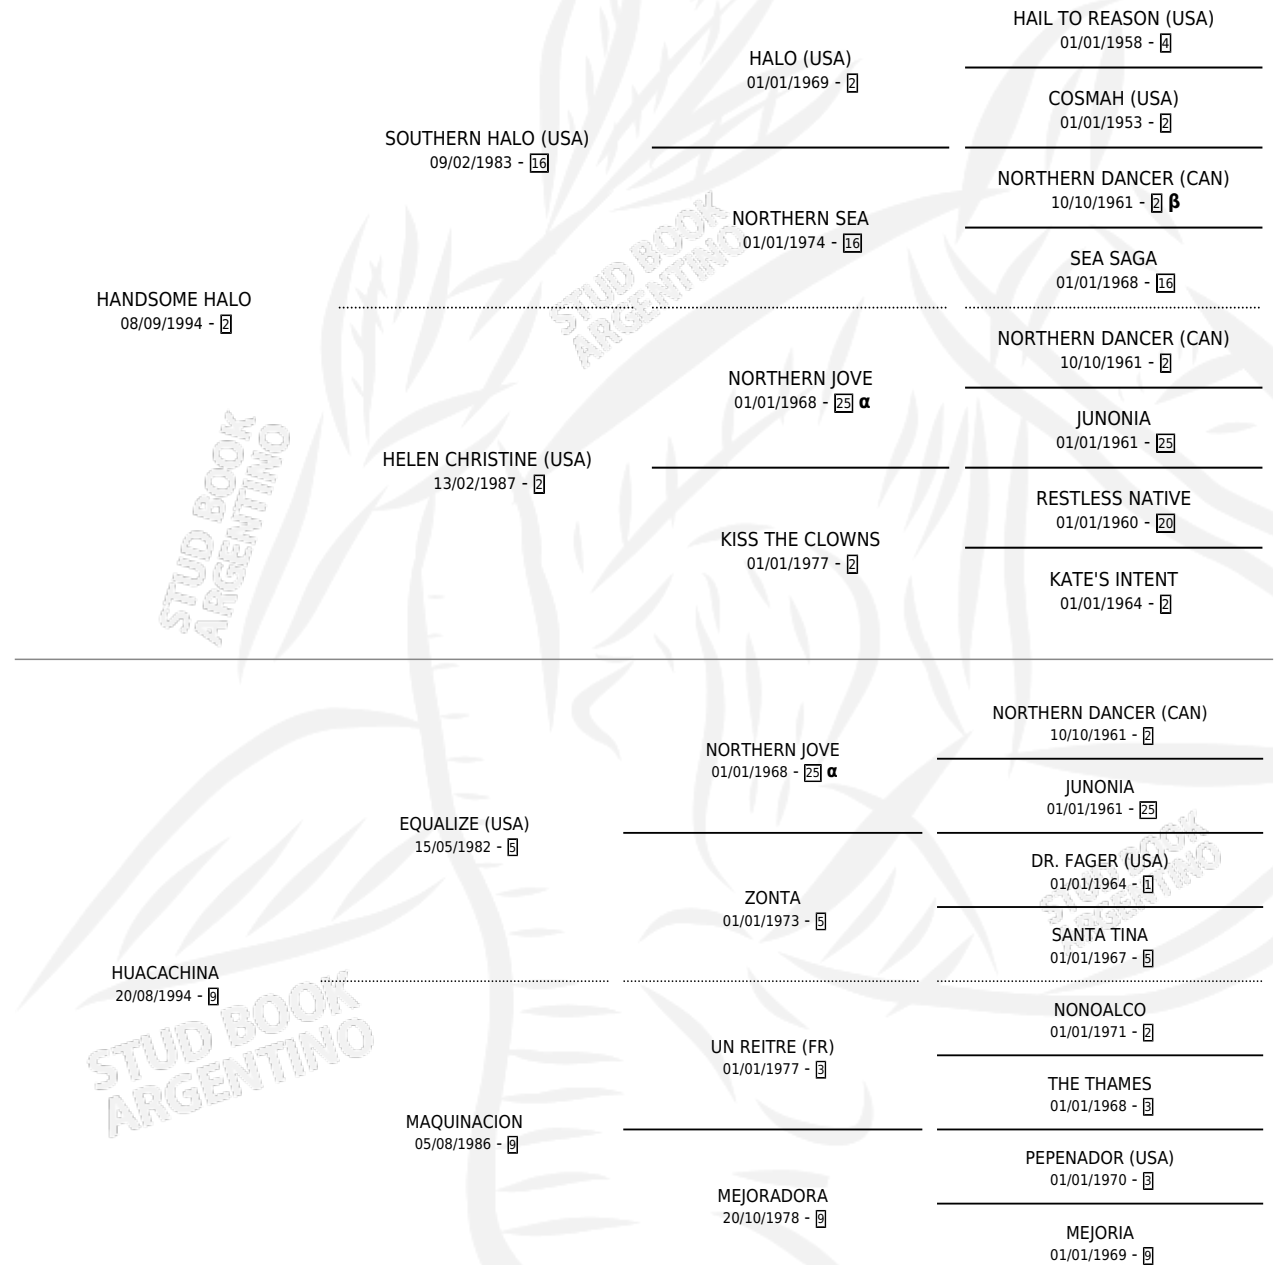 HAIL TO REASON (USA)
01/01/1958 - 4
HALO (USA)
01/01/1969 - 2
COSMAH (USA)
01/01/1953 - 2
SOUTHERN HALO (USA)
09/02/1983 - 16
NORTHERN DANCER (CAN)
10/10/1961 - 2 β
NORTHERN SEA
01/01/1974 - 16
SEA SAGA
01/01/1968 - 16
HANDSOME HALO
08/09/1994 - 2
NORTHERN DANCER (CAN)
10/10/1961 - 2
NORTHERN JOVE
01/01/1968 - 25 α
JUNONIA
01/01/1961 - 25
HELEN CHRISTINE (USA)
13/02/1987 - 2
RESTLESS NATIVE
01/01/1960 - 20
KISS THE CLOWNS
01/01/1977 - 2
KATE'S INTENT
01/01/1964 - 2
NORTHERN DANCER (CAN)
10/10/1961 - 2
NORTHERN JOVE
01/01/1968 - 25 α
JUNONIA
01/01/1961 - 25
EQUALIZE (USA)
15/05/1982 - 5
DR. FAGER (USA)
01/01/1964 - 1
ZONTA
01/01/1973 - 5
SANTA TINA
01/01/1967 - 5
HUACACHINA
20/08/1994 - 9
NONOALCO
01/01/1971 - 2
UN REITRE (FR)
01/01/1977 - 3
THE THAMES
01/01/1968 - 3
MAQUINACION
05/08/1986 - 9
PEPENADOR (USA)
01/01/1970 - 3
MEJORADORA
20/10/1978 - 9
MEJORIA
01/01/1969 - 9
STUD BOOK
ARGENTINO
STUD BOOK
ARGENTINO
STUD BOOK
ARGENTINO
STUD BOOK
ARGENTINO